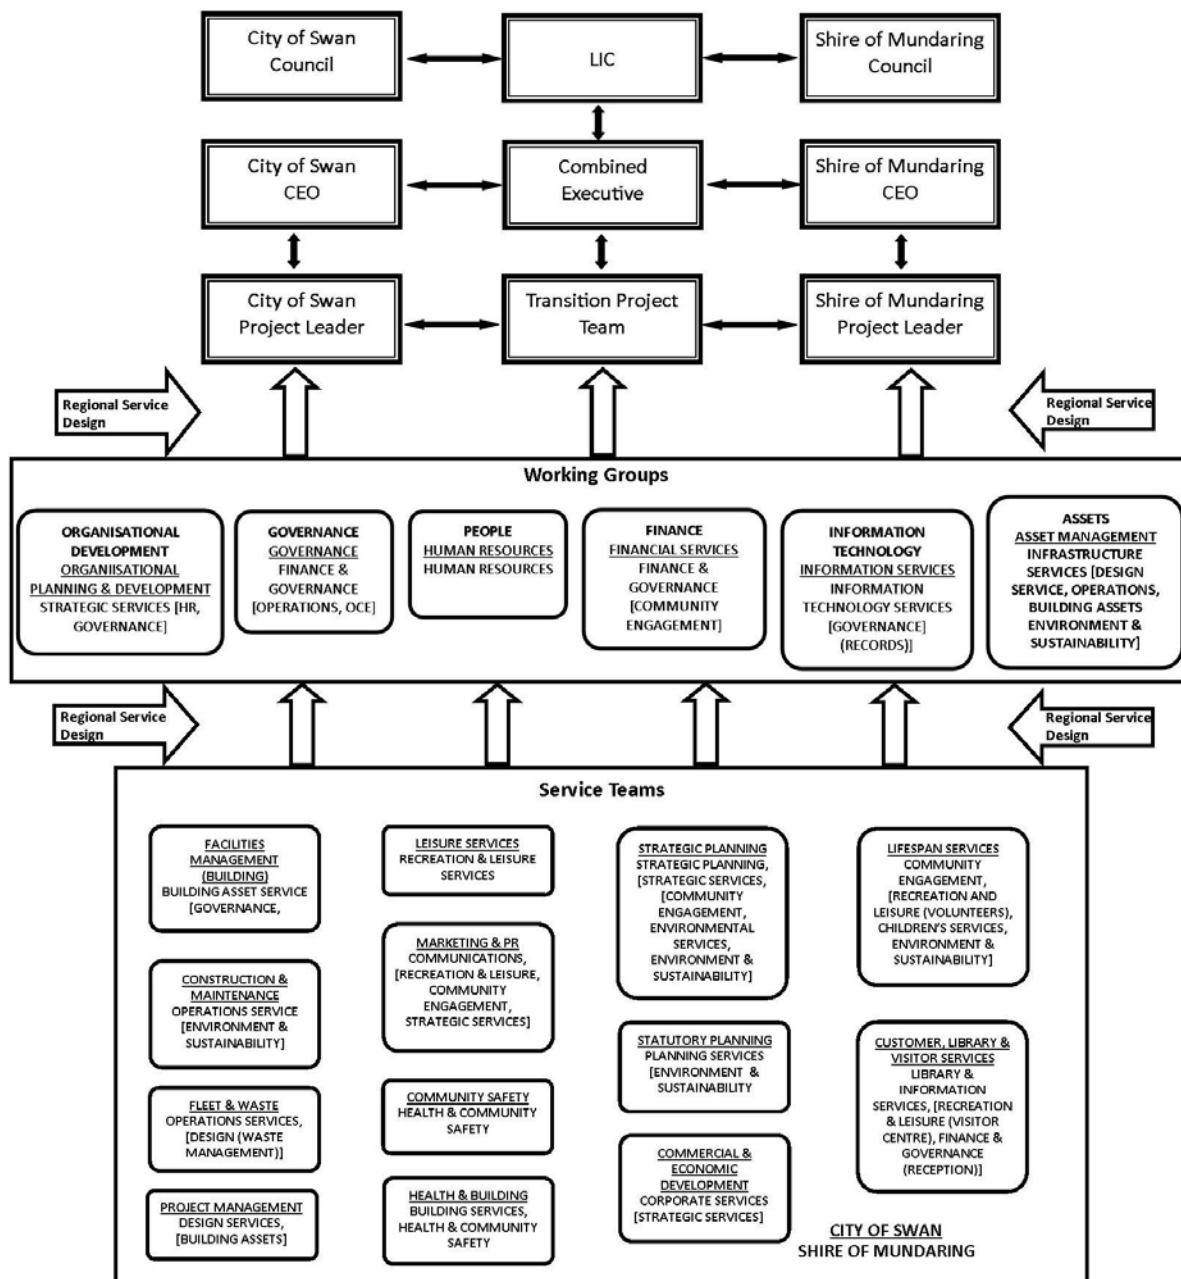 City of Swan
Council
LIC
Shire of Mundaring
Council
City of Swan
CEO
Combined
Executive
Shire of Mundaring
CEO
City of Swan
Project Leader
Transition Project
Team
Shire of Mundaring
Project Leader
Regional Service
Design
Regional Service
Design
Working Groups
ORGANISATIONAL
DEVELOPMENT
ORGANIISATIONAL
PLANNING & DEVELOPMENT
STRATEGIC SERVICES [HR,
GOVERNANCE]
GOVERNANCE
GOVERNANCE
FINANCE &
GOVERNANCE
[OPERATIONS, OCE]
PEOPLE
HUMAN RESOURCES
HUMAN RESOURCES
FINANCE
FINANCIAL SERVICES
FINANCE &
GOVERNANCE
[COMMUNITY
ENGAGEMENT]
INFORMATION
TECHNOLOGY
INFORMATION SERVICES
INFORMATION
TECHNOLOGY SERVICES
[GOVERNANCE]
(RECORDS)]
ASSETS
ASSET MANAGEMENT
INFRASTRUCTURE
SERVICES [DESIGN
SERVICE, OPERATIONS,
BUILDING ASSETS
ENVIRONMENT &
SUSTAINABILITY]
Regional Service
Design
Regional Service
Design
Service Teams
FACILITIES
MANAGEMENT
(BUILDING)
BUILDING ASSET SERVICE
[GOVERNANCE,
CONSTRUCTION &
MAINTENANCE
OPERATIONS SERVICE
[ENVIRONMENT &
SUSTAINABILITY]
FLEET & WASTE
OPERATIONS SERVICES,
[DESIGN (WASTE
MANAGEMENT)]
PROJECT MANAGEMENT
DESIGN SERVICES,
[BUILDING ASSETS]
LEISURE SERVICES
RECREATION & LEISURE
SERVICES
MARKETING & PR
COMMUNICATIONS,
[RECREATION & LEISURE,
COMMUNITY
ENGAGEMENT,
STRATEGIC SERVICES]
COMMUNITY SAFETY
HEALTH & COMMUNITY
SAFETY
HEALTH & BUILDING
BUILDING SERVICES,
HEALTH & COMMUNITY
SAFETY
STRATEGIC PLANNING
STRATEGIC PLANNING,
[STRATEGIC SERVICES,
[COMMUNITY
ENGAGEMENT,
ENVIRONMENTAL
SERVICES,
ENVIRONMENT &
SUSTAINABILITY]
STATUTORY PLANNING
PLANNING SERVICES
[ENVIRONMENT &
SUSTAINABILITY
COMMERCIAL &
ECONOMIC
DEVELOPMENT
CORPORATE SERVICES
[STRATEGIC SERVICES]
LIFESPAN SERVICES
COMMUNITY
ENGAGEMENT,
[RECREATION AND
LEISURE (VOLUNTEERS),
CHILDREN'S SERVICES,
ENVIRONMENT &
SUSTAINABILITY]
CUSTOMER, LIBRARY &
VISITOR SERVICES
LIBRARY &
INFORMATION
SERVICES, [RECREATION
& LEISURE (VISITOR
CENTRE), FINANCE &
GOVERNANCE
(RECEPTION)]
CITY OF SWAN
SHIRE OF MUNDARING